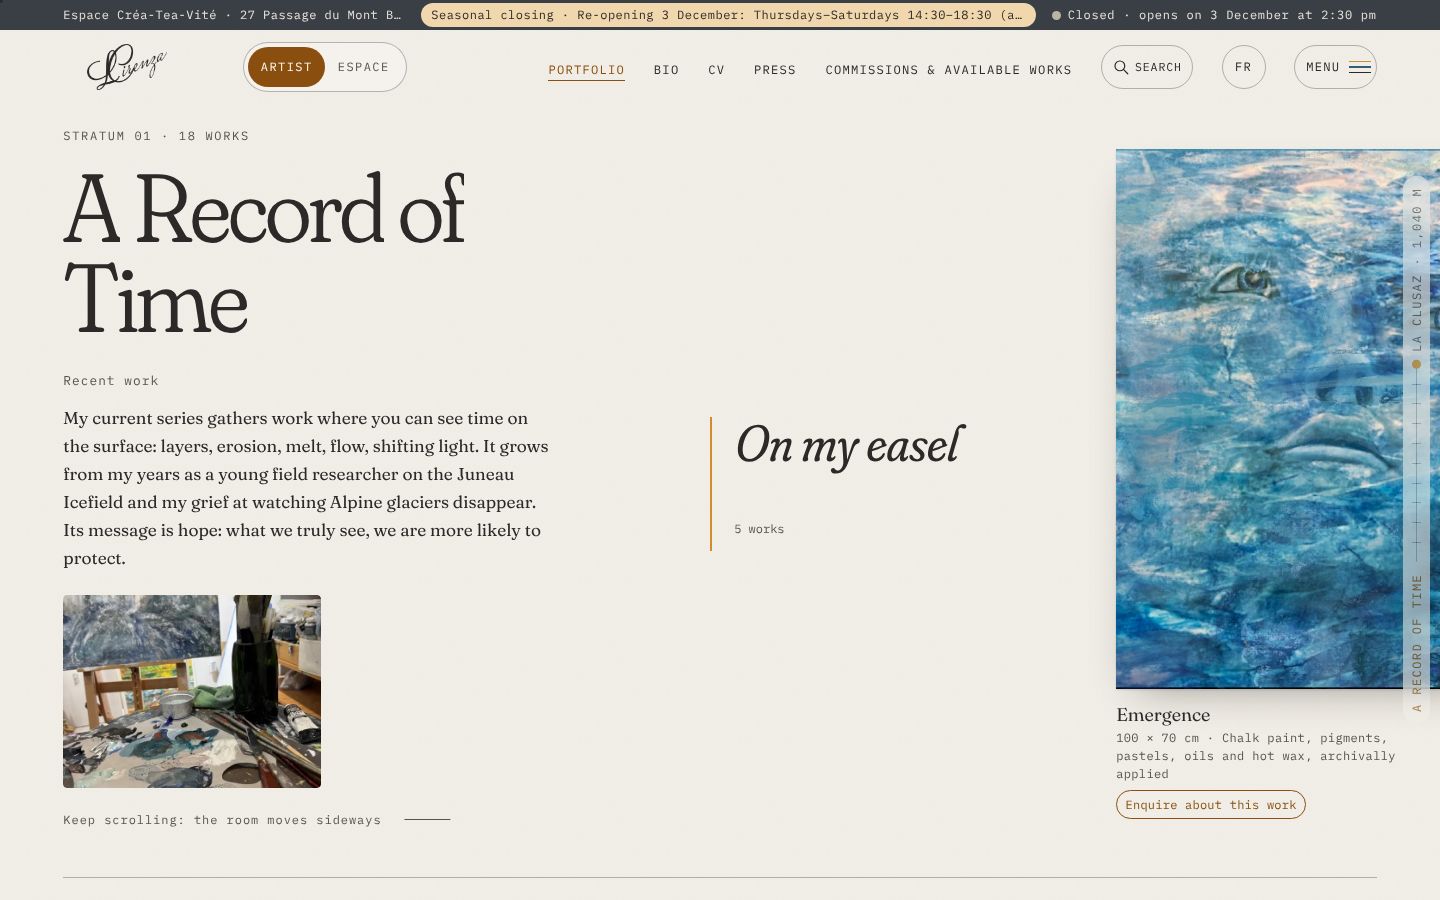 Espace Créa-Tea-Vité · 27 Passage du Mont B…
Seasonal closing · Re-opening 3 December: Thursdays–Saturdays 14:30–18:30 (a…
Closed · opens on 3 December at 2:30 pm
Lirenza
ARTIST
ESPACE
PORTFOLIO
BIO
CV
PRESS
COMMISSIONS & AVAILABLE WORKS
SEARCH
FR
MENU
STRATUM 01 · 18 WORKS
A Record of
Time
Recent work
My current series gathers work where you can see time on
the surface: layers, erosion, melt, flow, shifting light. It grows
from my years as a young field researcher on the Juneau
Icefield and my grief at watching Alpine glaciers disappear.
Its message is hope: what we truly see, we are more likely to
protect.
Keep scrolling: the room moves sideways
On my easel
5 works
Emergence
100 × 70 cm · Chalk paint, pigments,
pastels, oils and hot wax, archivally
applied
Enquire about this work
LA CLUSAZ · 1,040 M
A RECORD OF TIME